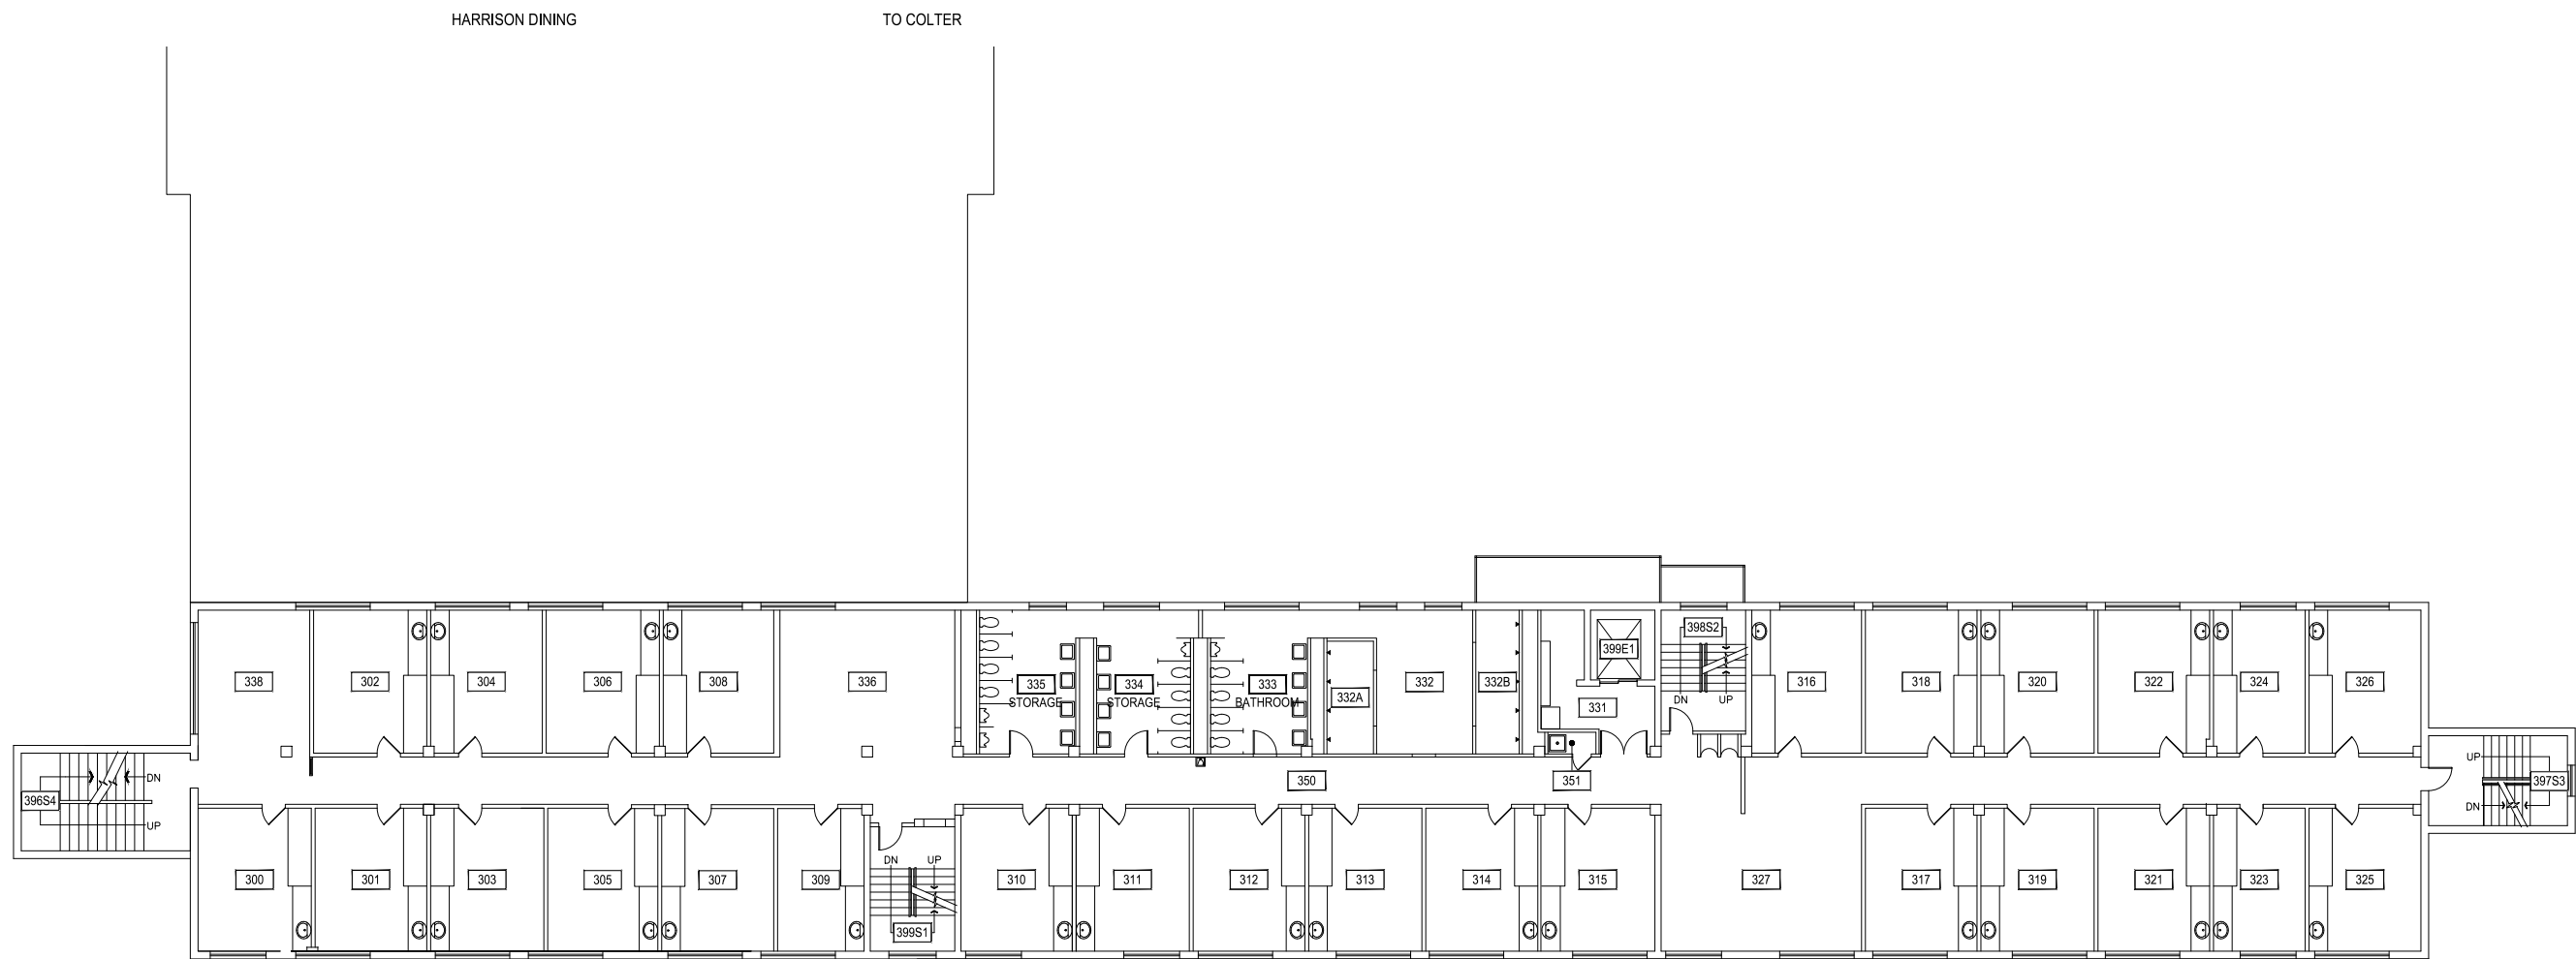 HARRISON DINING
TO COLTER
398S2
399E1
338
302
304
306
308
336
335
STORAGE
334
STORAGE
333
BATHROOM
332A
332
332B
331
DN
UP
316
318
320
322
324
326
396S4
DN
UP
350
351
UP
DN
397S3
300
301
303
305
307
309
DN
UP
399S1
310
311
312
313
314
315
327
317
319
321
323
325